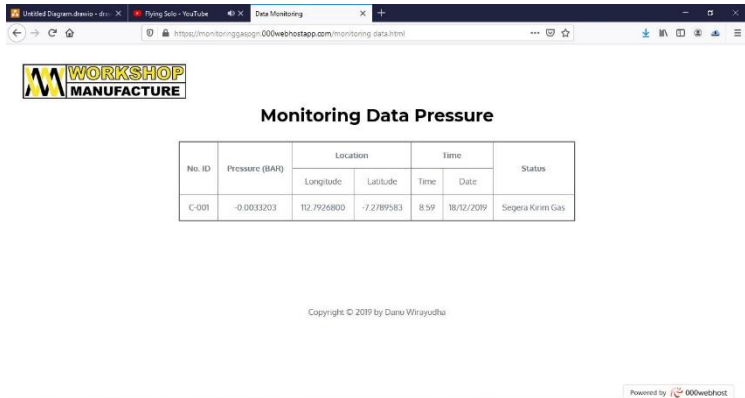 Untitled Diagram.drawio - dra
Flying Solo - YouTube
Data Monitoring
https://monitoringgasjogn.000webhostapp.com/monitoring data.html
WORKSHOP
MANUFACTURE
Monitoring Data Pressure
No. ID Pressure (BAR) Location Time Status
Longitude Latitude Time Date
C-001 -0.0033203 112.7926800 -7.2789583 8:59 18/12/2019 Segera Kirim Gas
Copyright © 2019 by Danu Wirayudha
Powered by 000webhost